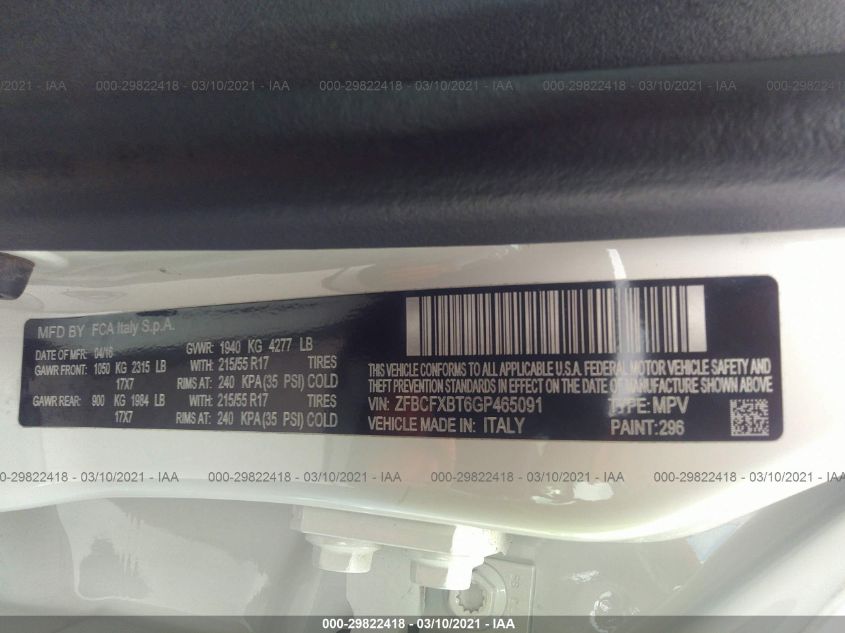 000-29822418 - 03/10/2021 - IAA 000-29822418 - 03/10/2021 - IAA 000-29822418 - 03/10/2021 - IAA
MFD BY FCA Italy S.p.A.
DATE OF MFR: 04/16 GVWR: 1940 KG 4277 LB
GAWR FRONT: 1050 KG 2315 LB WITH: 215/55 R17 TIRES
17X7 RIMS AT: 240 KPA(35 PSI) COLD
GAWR REAR: 900 KG 1984 LB WITH: 215/55 R17 TIRES
17X7 RIMS AT: 240 KPA(35 PSI) COLD
THIS VEHICLE CONFORMS TO ALL APPLICABLE U.S.A. FEDERAL MOTOR VEHICLE SAFETY AND
THEFT PREVENTION STANDARDS IN EFFECT ON THE DATE OF MANUFACTURE SHOWN ABOVE
VIN: ZFBCFXBT6GP465091 TYPE: MPV
VEHICLE MADE IN: ITALY PAINT: 296
000-29822418 - 03/10/2021 - IAA 000-29822418 - 03/10/2021 - IAA 000-29822418 - 03/10/2021 - IAA 000-29822418 - 03/10/2021 - IAA
000-29822418 - 03/10/2021 - IAA